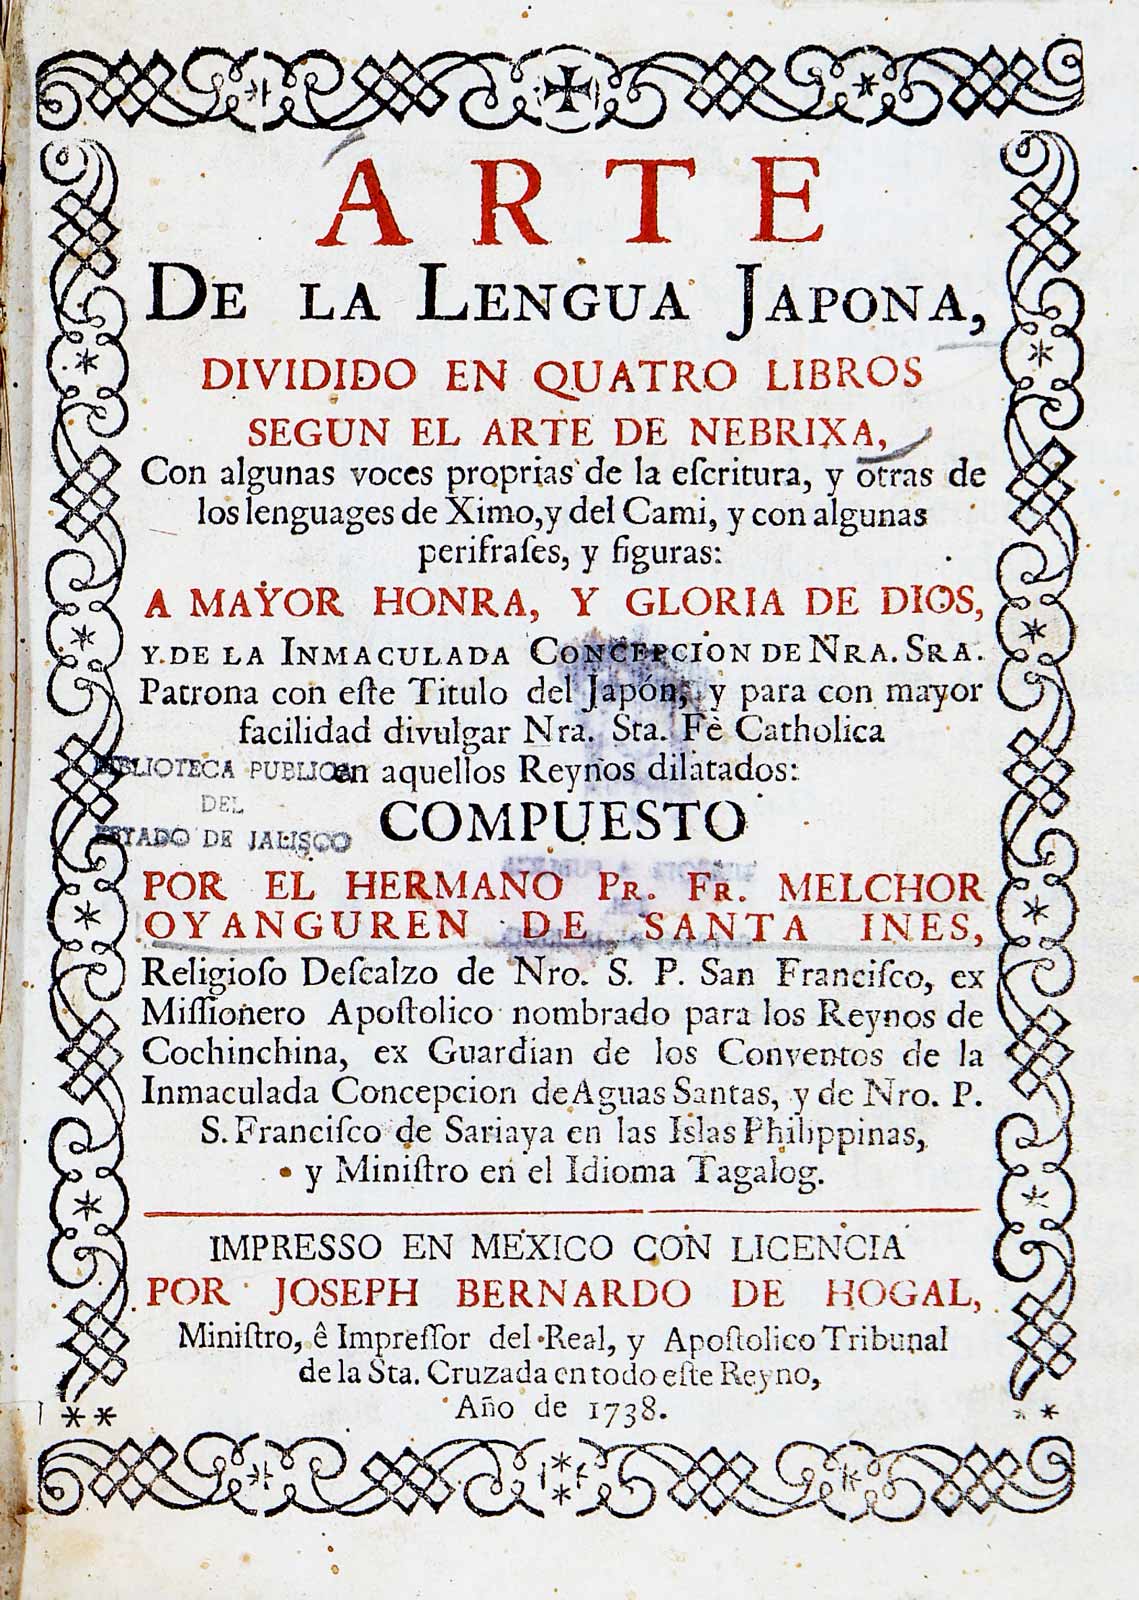 ARTE
DE LA LENGUA JAPONA,
DIVIDIDO EN QUATRO LIBROS
SEGUN EL ARTE DE NEBRIXA,
Con algunas voces proprias de la eſcritura, y otras de
los lenguages de Ximo, y del Cami, y con algunas
perifraſes, y figuras:
A MAYOR HONRA, Y GLORIA DE DIOS,
Y DE LA INMACULADA CONCEPCION DE NRA. SRA.
Patrona con eſte Titulo del Japón, y para con mayor
facilidad divulgar Nra. Sta. Fè Catholica
en aquellos Reynos dilatados:
BIBLIOTECA PUBLICA
DEL
ESTADO DE JALISCO
COMPUESTO
POR EL HERMANO PR. FR. MELCHOR
OYANGUREN DE SANTA INES,
Religioſo Deſcalzo de Nro. S. P. San Franciſco, ex
Miſſionero Apoſtolico nombrado para los Reynos de
Cochinchina, ex Guardian de los Conventos de la
Inmaculada Concepcion de Aguas Santas, y de Nro. P.
S. Franciſco de Sariaya en las Islas Philippinas,
y Miniſtro en el Idioma Tagalog.
IMPRESSO EN MEXICO CON LICENCIA
POR JOSEPH BERNARDO DE HOGAL,
Miniſtro, ê Impreſſor del Real, y Apoſtolico Tribunal
de la Sta. Cruzada en todo eſte Reyno,
Año de 1738.